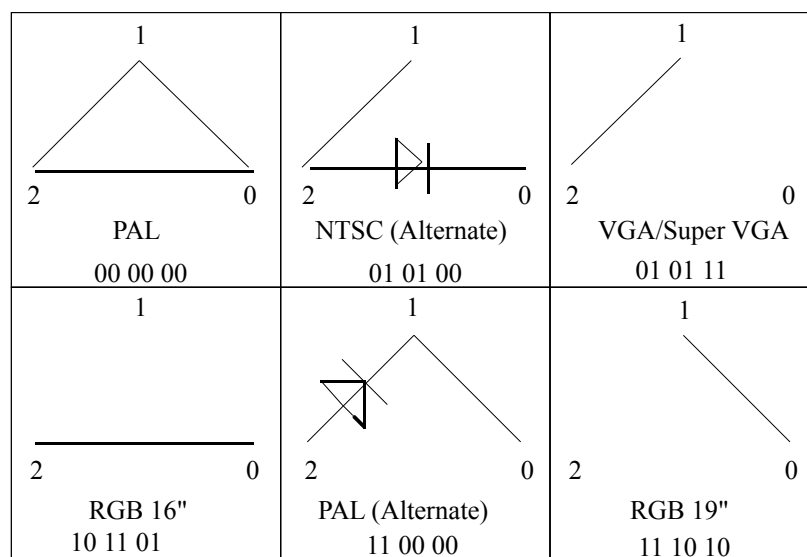 1
2 0
PAL
00 00 00
1
2 0
NTSC (Alternate)
01 01 00
1
2 0
VGA/Super VGA
01 01 11
1
2 0
RGB 16"
10 11 01
1
2 0
PAL (Alternate)
11 00 00
1
2 0
RGB 19"
11 10 10